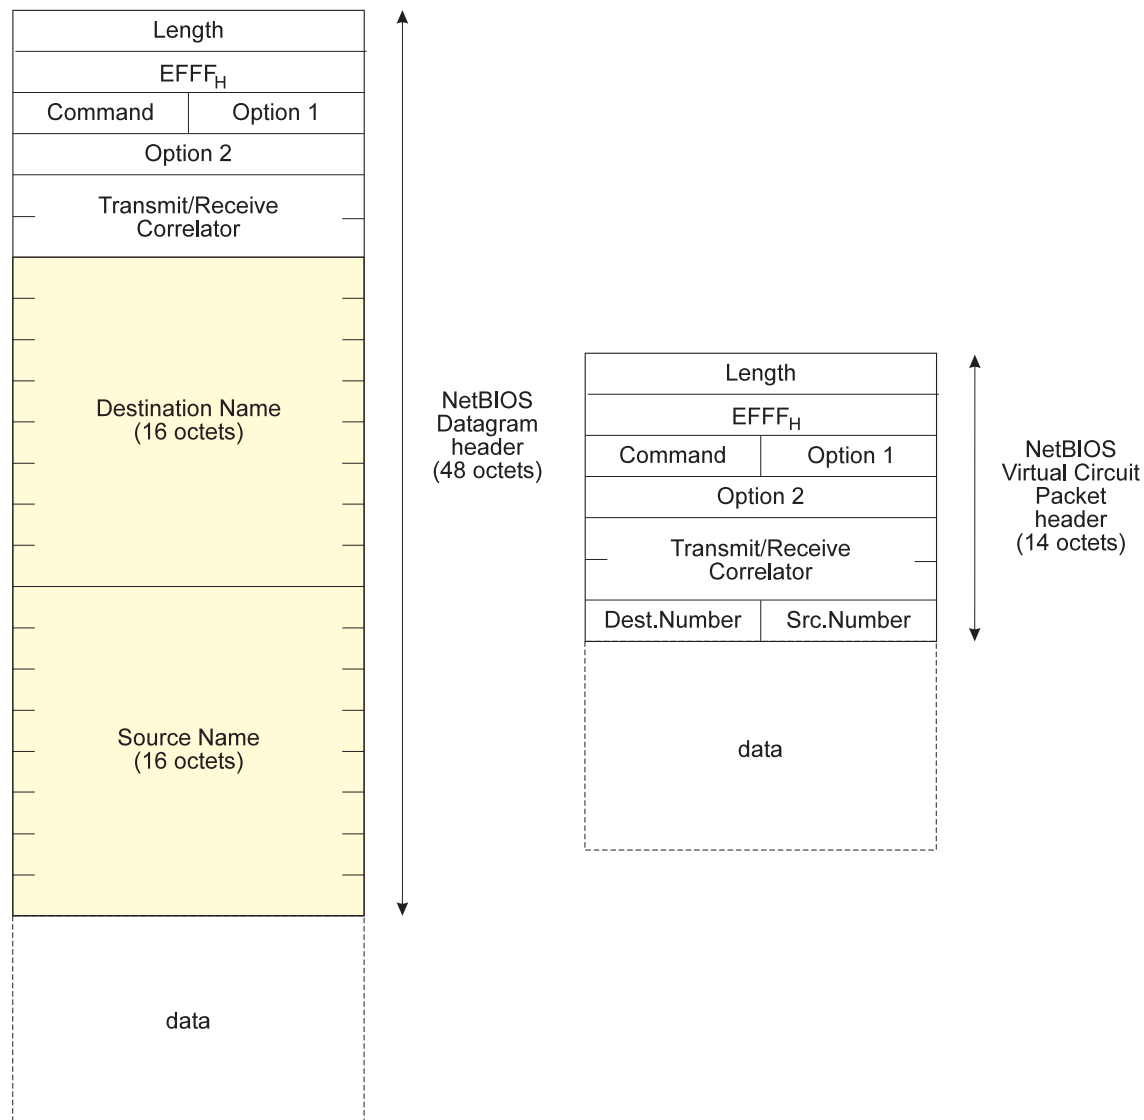 Length
EFFFH
Command Option 1
Option 2
Transmit/Receive
Correlator
Destination Name
(16 octets)
Source Name
(16 octets)
data
NetBIOS
Datagram
header
(48 octets)
Length
EFFFH
Command Option 1
Option 2
Transmit/Receive
Correlator
Dest.Number Src.Number
data
NetBIOS
Virtual Circuit
Packet
header
(14 octets)